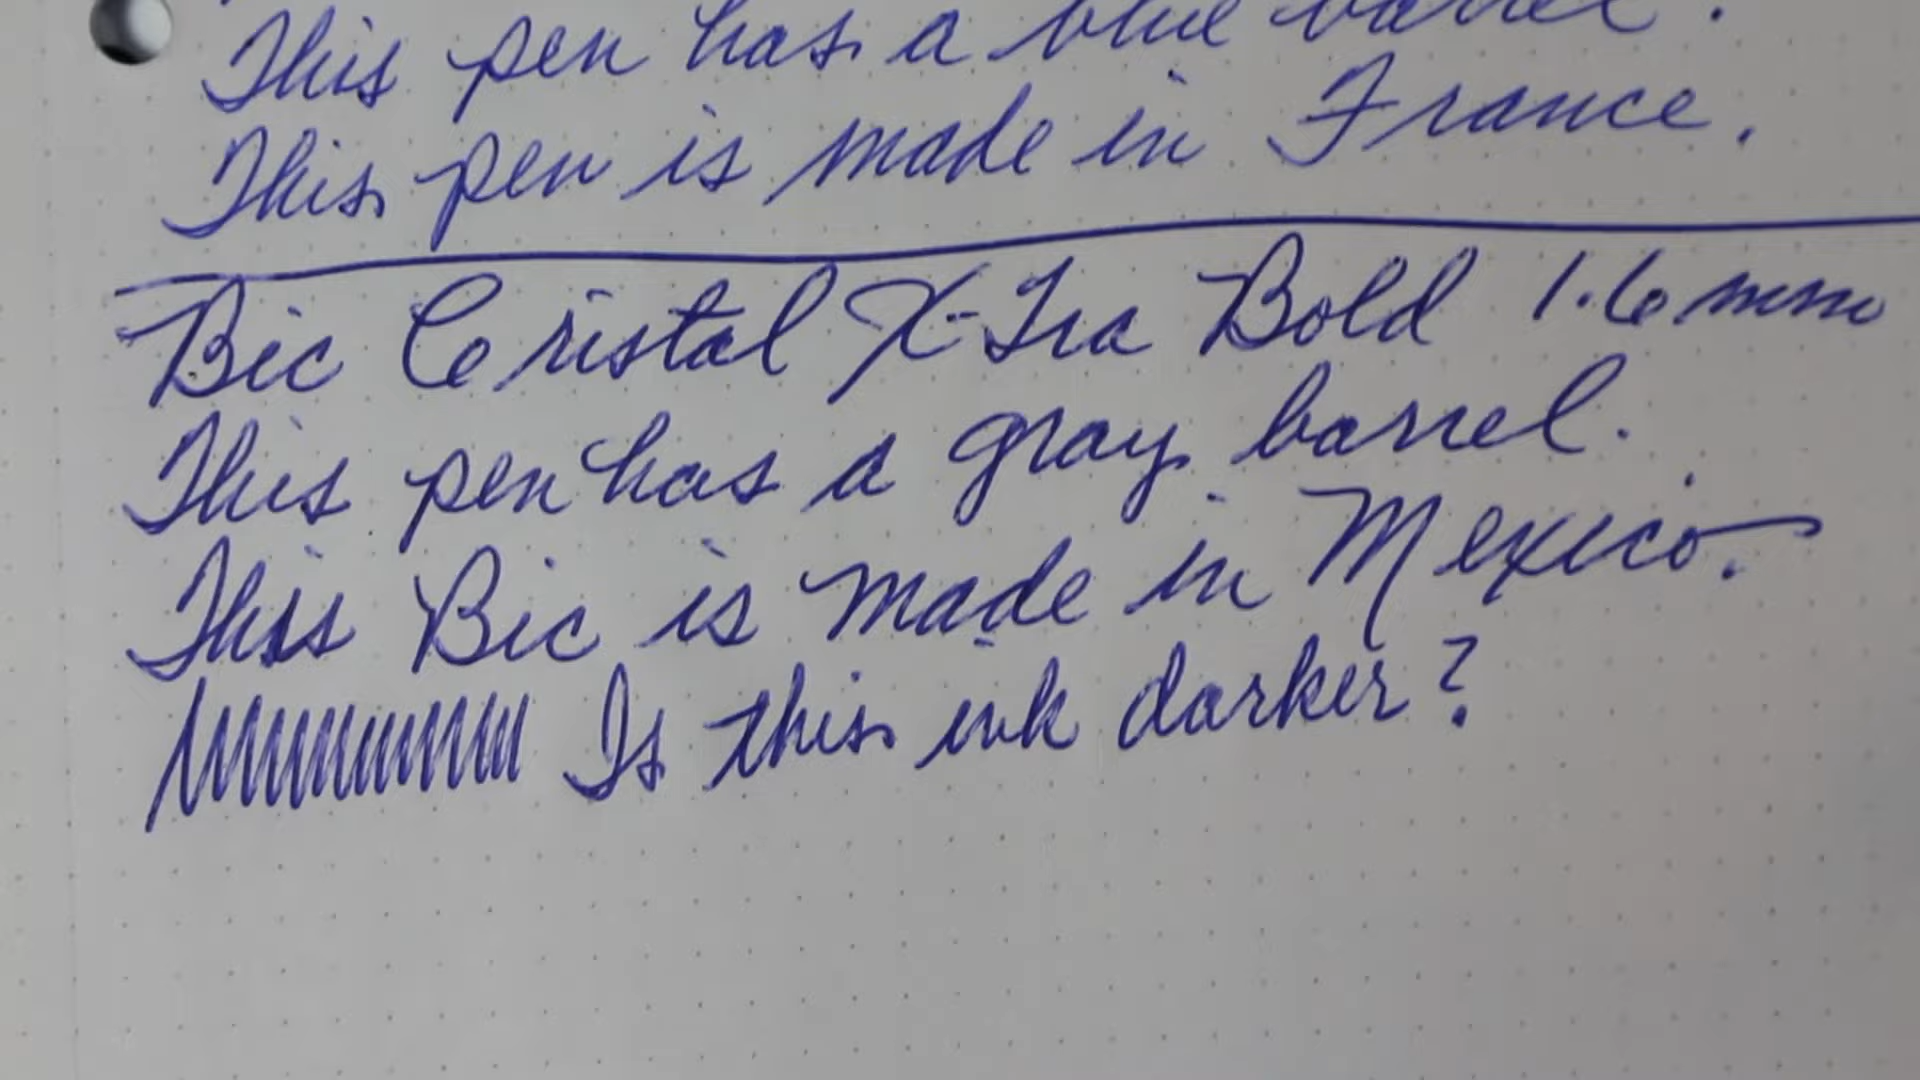 This pen has a blue barrel.
This pen is made in France.
Bic Cristal X-Tra Bold 1.6mm
This pen has a gray barrel.
This Bic is made in Mexico.
Is this ink darker?